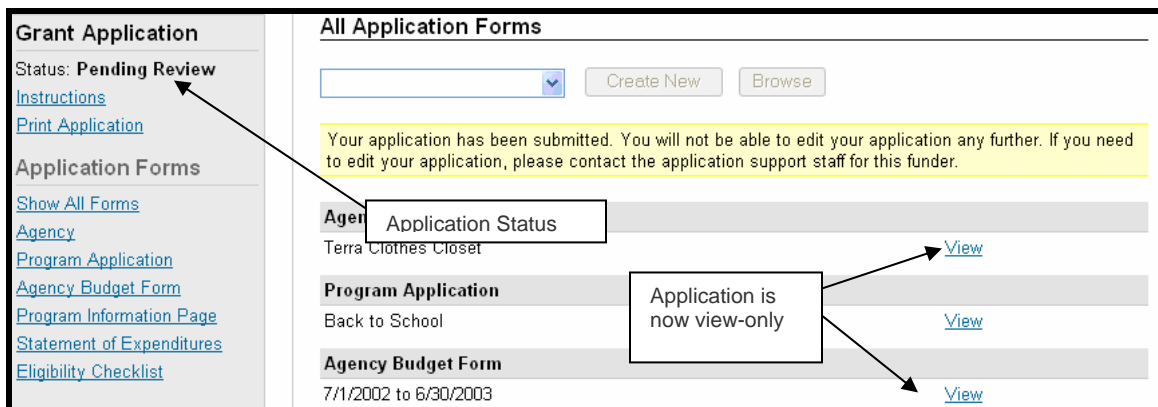 Grant Application
Status: Pending Review
Instructions
Print Application
Application Forms
Show All Forms
Agency
Program Application
Agency Budget Form
Program Information Page
Statement of Expenditures
Eligibility Checklist
All Application Forms
Create New Browse
Your application has been submitted. You will not be able to edit your application any further. If you need
to edit your application, please contact the application support staff for this funder.
Application Status
Terra Clothes Closet View
Program Application
Back to School View
Application is
now view-only
Agency Budget Form
7/1/2002 to 6/30/2003 View